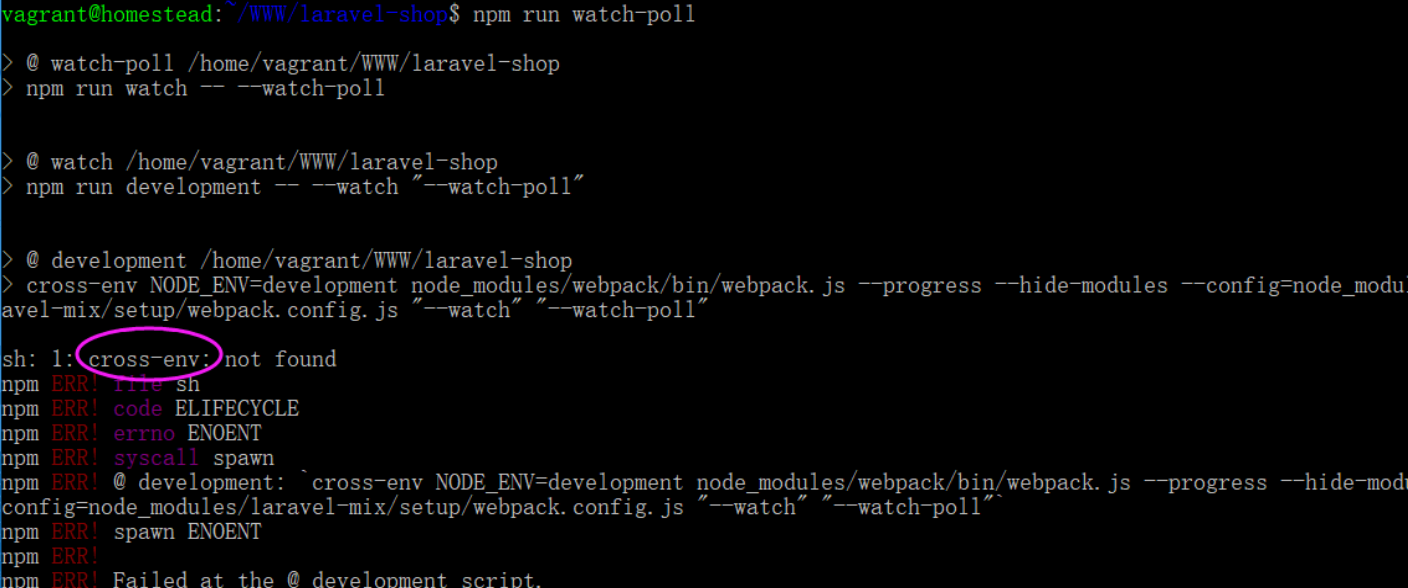 vagrant@homestead:~/WWW/laravel-shop$ npm run watch-poll
> @ watch-poll /home/vagrant/WWW/laravel-shop
> npm run watch -- --watch-poll
> @ watch /home/vagrant/WWW/laravel-shop
> npm run development -- --watch "--watch-poll"
> @ development /home/vagrant/WWW/laravel-shop
> cross-env NODE_ENV=development node_modules/webpack/bin/webpack.js --progress --hide-modules --config=node_modul
avel-mix/setup/webpack.config.js "--watch" "--watch-poll"
sh: 1: cross-env: not found
npm ERR! file sh
npm ERR! code ELIFECYCLE
npm ERR! errno ENOENT
npm ERR! syscall spawn
npm ERR! @ development: `cross-env NODE_ENV=development node_modules/webpack/bin/webpack.js --progress --hide-modu
config=node_modules/laravel-mix/setup/webpack.config.js "--watch" "--watch-poll"`
npm ERR! spawn ENOENT
npm ERR!
npm ERR! Failed at the @ development script.